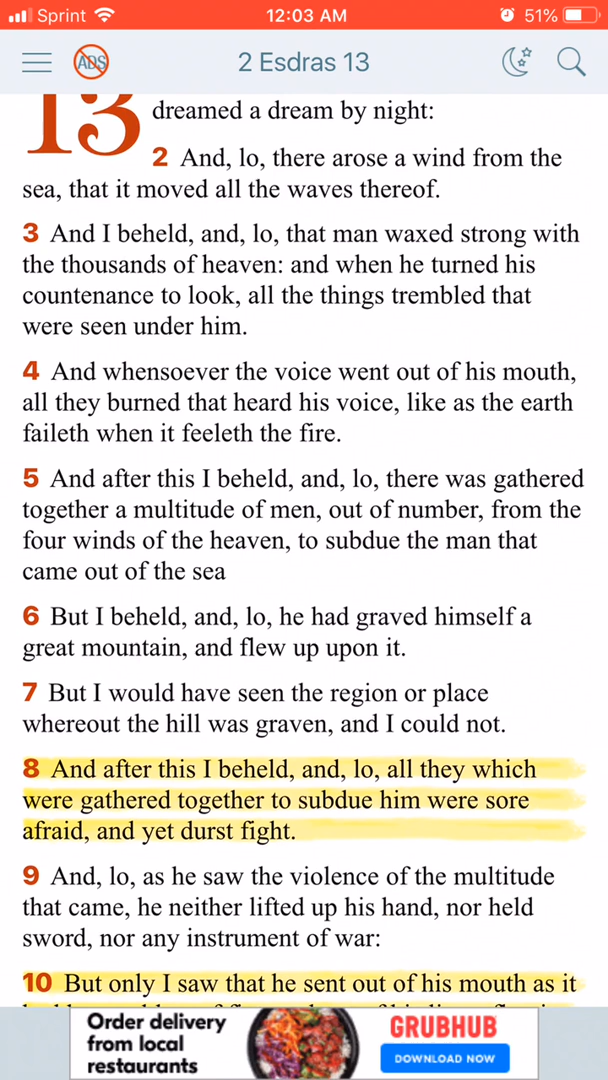 Sprint 12:03 AM 51%
ADS 2 Esdras 13
13 dreamed a dream by night:
2 And, lo, there arose a wind from the
sea, that it moved all the waves thereof.
3 And I beheld, and, lo, that man waxed strong with
the thousands of heaven: and when he turned his
countenance to look, all the things trembled that
were seen under him.
4 And whensoever the voice went out of his mouth,
all they burned that heard his voice, like as the earth
faileth when it feeleth the fire.
5 And after this I beheld, and, lo, there was gathered
together a multitude of men, out of number, from the
four winds of the heaven, to subdue the man that
came out of the sea
6 But I beheld, and, lo, he had graved himself a
great mountain, and flew up upon it.
7 But I would have seen the region or place
whereout the hill was graven, and I could not.
8 And after this I beheld, and, lo, all they which
were gathered together to subdue him were sore
afraid, and yet durst fight.
9 And, lo, as he saw the violence of the multitude
that came, he neither lifted up his hand, nor held
sword, nor any instrument of war:
10 But only I saw that he sent out of his mouth as it
Order delivery
from local
restaurants
GRUBHUB
DOWNLOAD NOW